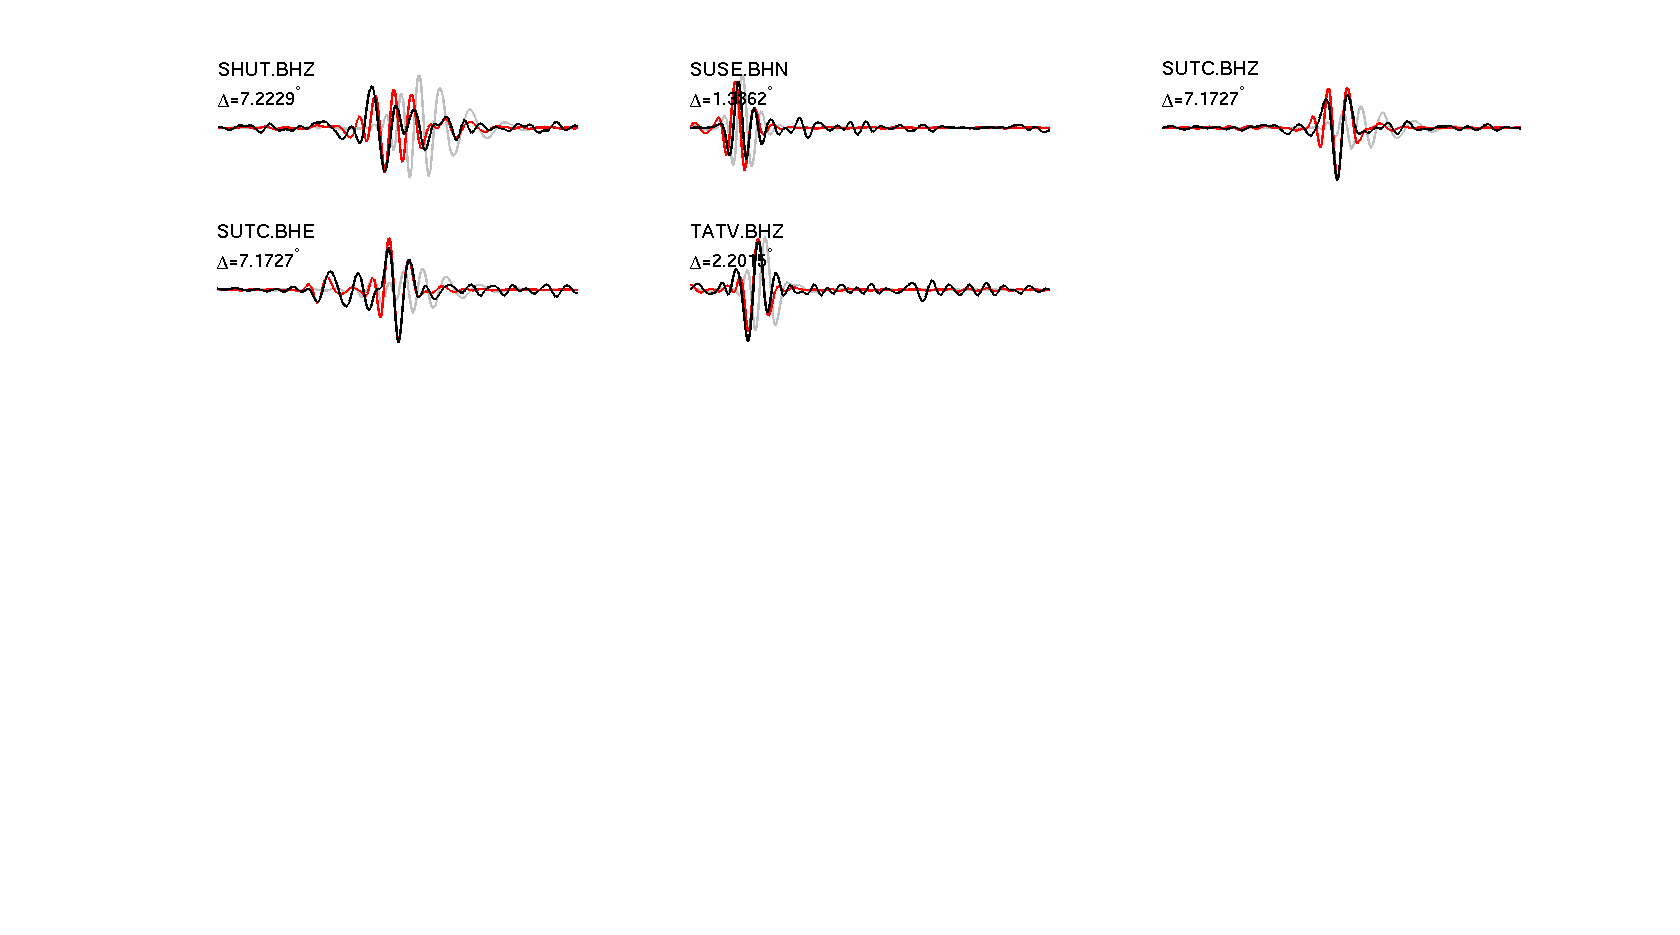 SHUT.BHZ
Δ=7.2229°
SUSE.BHN
Δ=1.3362°
SUTC.BHZ
Δ=7.1727°
SUTC.BHE
Δ=7.1727°
TATV.BHZ
Δ=2.2015°